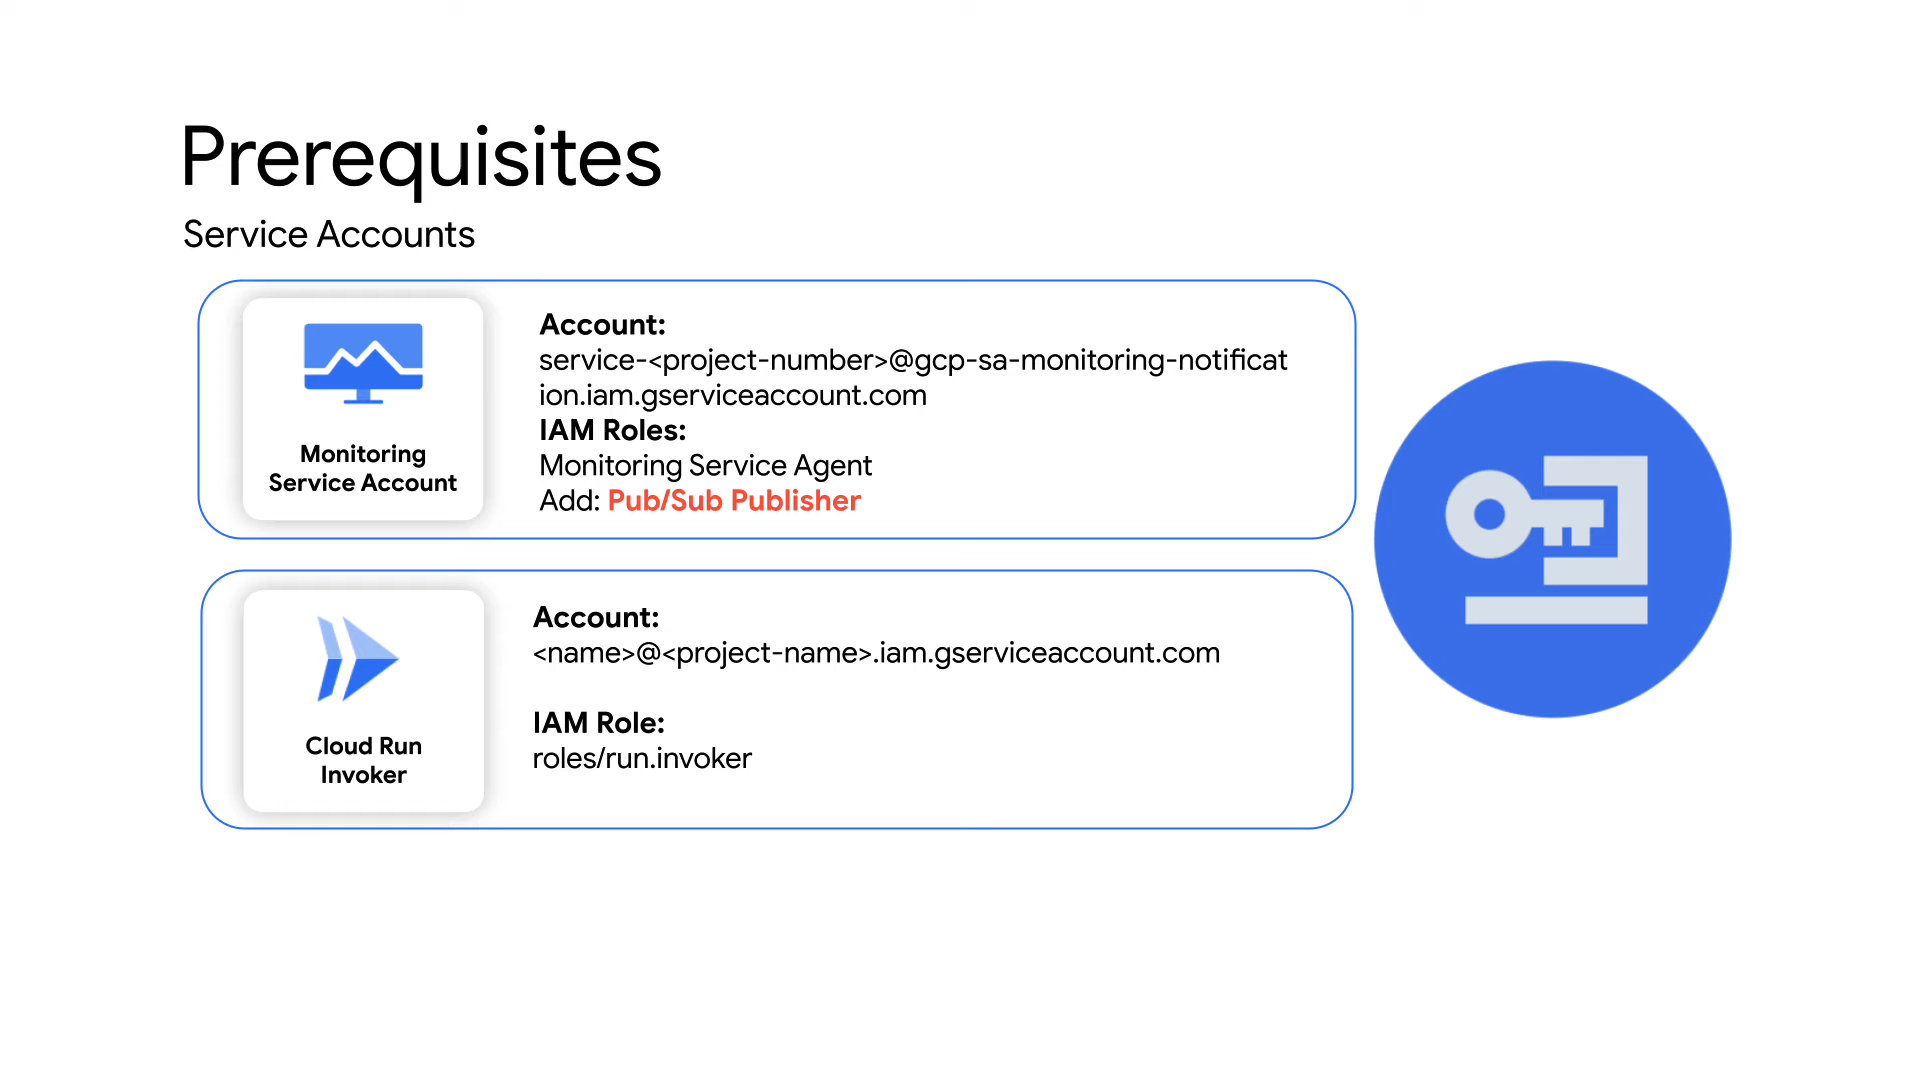 Prerequisites
Service Accounts
Monitoring
Service Account
Account:
service-<project-number>@gcp-sa-monitoring-notificat
ion.iam.gserviceaccount.com
IAM Roles:
Monitoring Service Agent
Add: Pub/Sub Publisher
Cloud Run
Invoker
Account:
<name>@<project-name>.iam.gserviceaccount.com
IAM Role:
roles/run.invoker